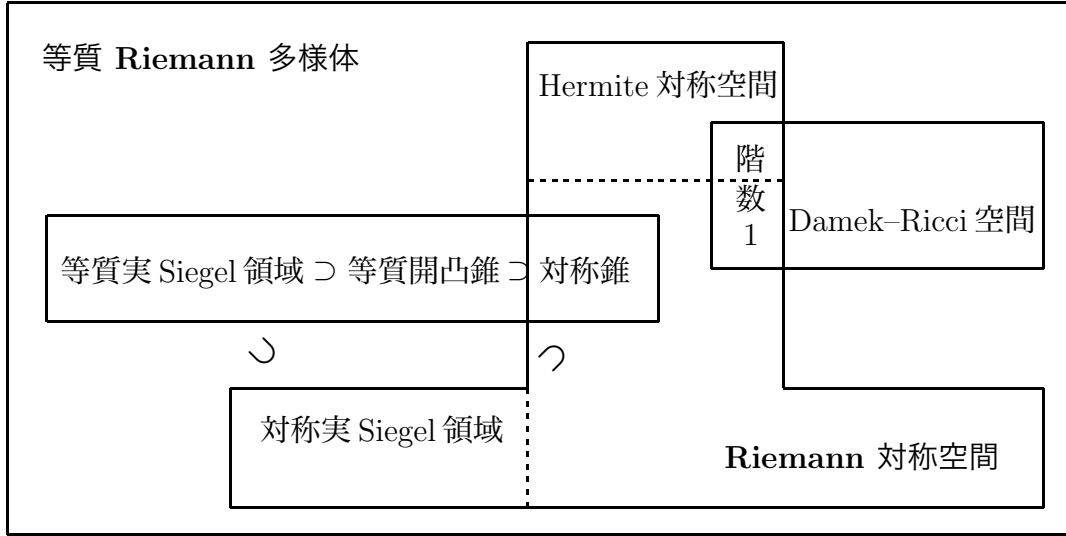 等質 Riemann 多様体
Hermite 対称空間
階
数
1
Damek–Ricci 空間
等質実 Siegel 領域 ⊃ 等質開凸錐 ⊃ 対称錐
∪ ∩
対称実 Siegel 領域
Riemann 対称空間